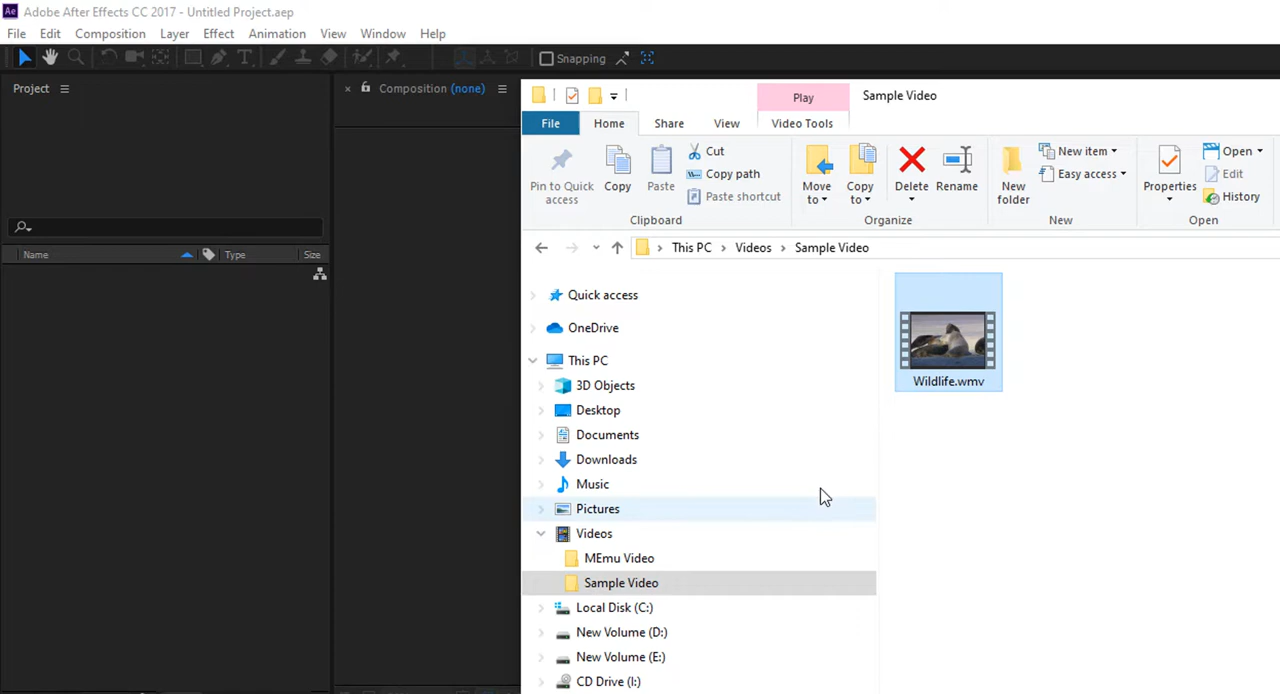 Ae Adobe After Effects CC 2017 - Untitled Project.aep
File Edit Composition Layer Effect Animation View Window Help
Snapping
Project
Composition (none)
Name Type Size
Play Sample Video
File Home Share View Video Tools
Pin to Quick access
Copy
Paste
Cut
Copy path
Paste shortcut
Clipboard
Move to
Copy to
Delete
Rename
Organize
New folder
New item
Easy access
New
Properties
Open
Edit
History
Open
This PC Videos Sample Video
Quick access
OneDrive
This PC
3D Objects
Desktop
Documents
Downloads
Music
Pictures
Videos
MEmu Video
Sample Video
Local Disk (C:)
New Volume (D:)
New Volume (E:)
CD Drive (I:)
Wildlife.wmv